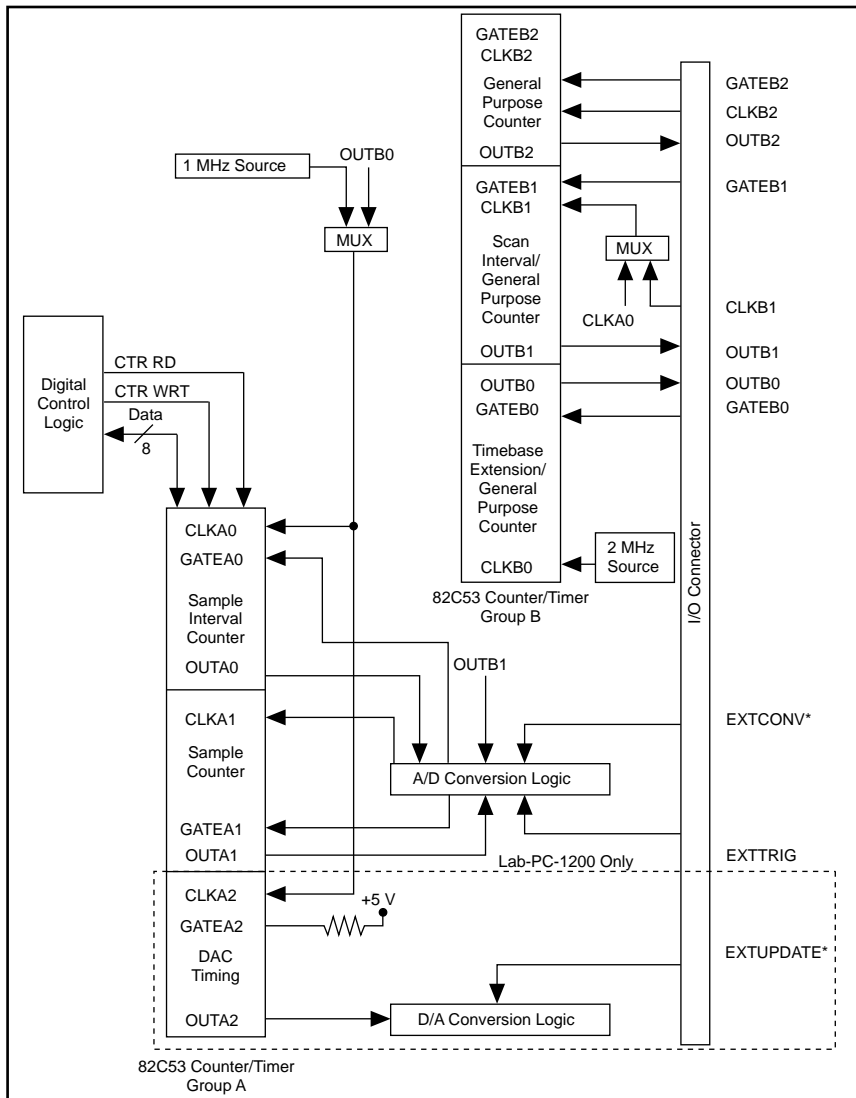 GATEB2
CLKB2
General
Purpose
Counter
OUTB2
GATEB1
CLKB1
Scan
Interval/
General
Purpose
Counter
OUTB1
OUTB0
GATEB0
Timebase
Extension/
General
Purpose
Counter
CLKB0
82C53 Counter/Timer
Group B
2 MHz
Source
MUX
CLKA0
I/O Connector
GATEB2
CLKB2
OUTB2
GATEB1
CLKB1
OUTB1
OUTB0
GATEB0
EXTCONV*
EXTTRIG
EXTUPDATE*
1 MHz Source
OUTB0
MUX
Digital
Control
Logic
CTR RD
CTR WRT
Data
8
CLKA0
GATEA0
Sample
Interval
Counter
OUTA0
CLKA1
Sample
Counter
GATEA1
OUTA1
CLKA2
GATEA2
DAC
Timing
OUTA2
82C53 Counter/Timer
Group A
OUTB1
A/D Conversion Logic
Lab-PC-1200 Only
+5 V
D/A Conversion Logic